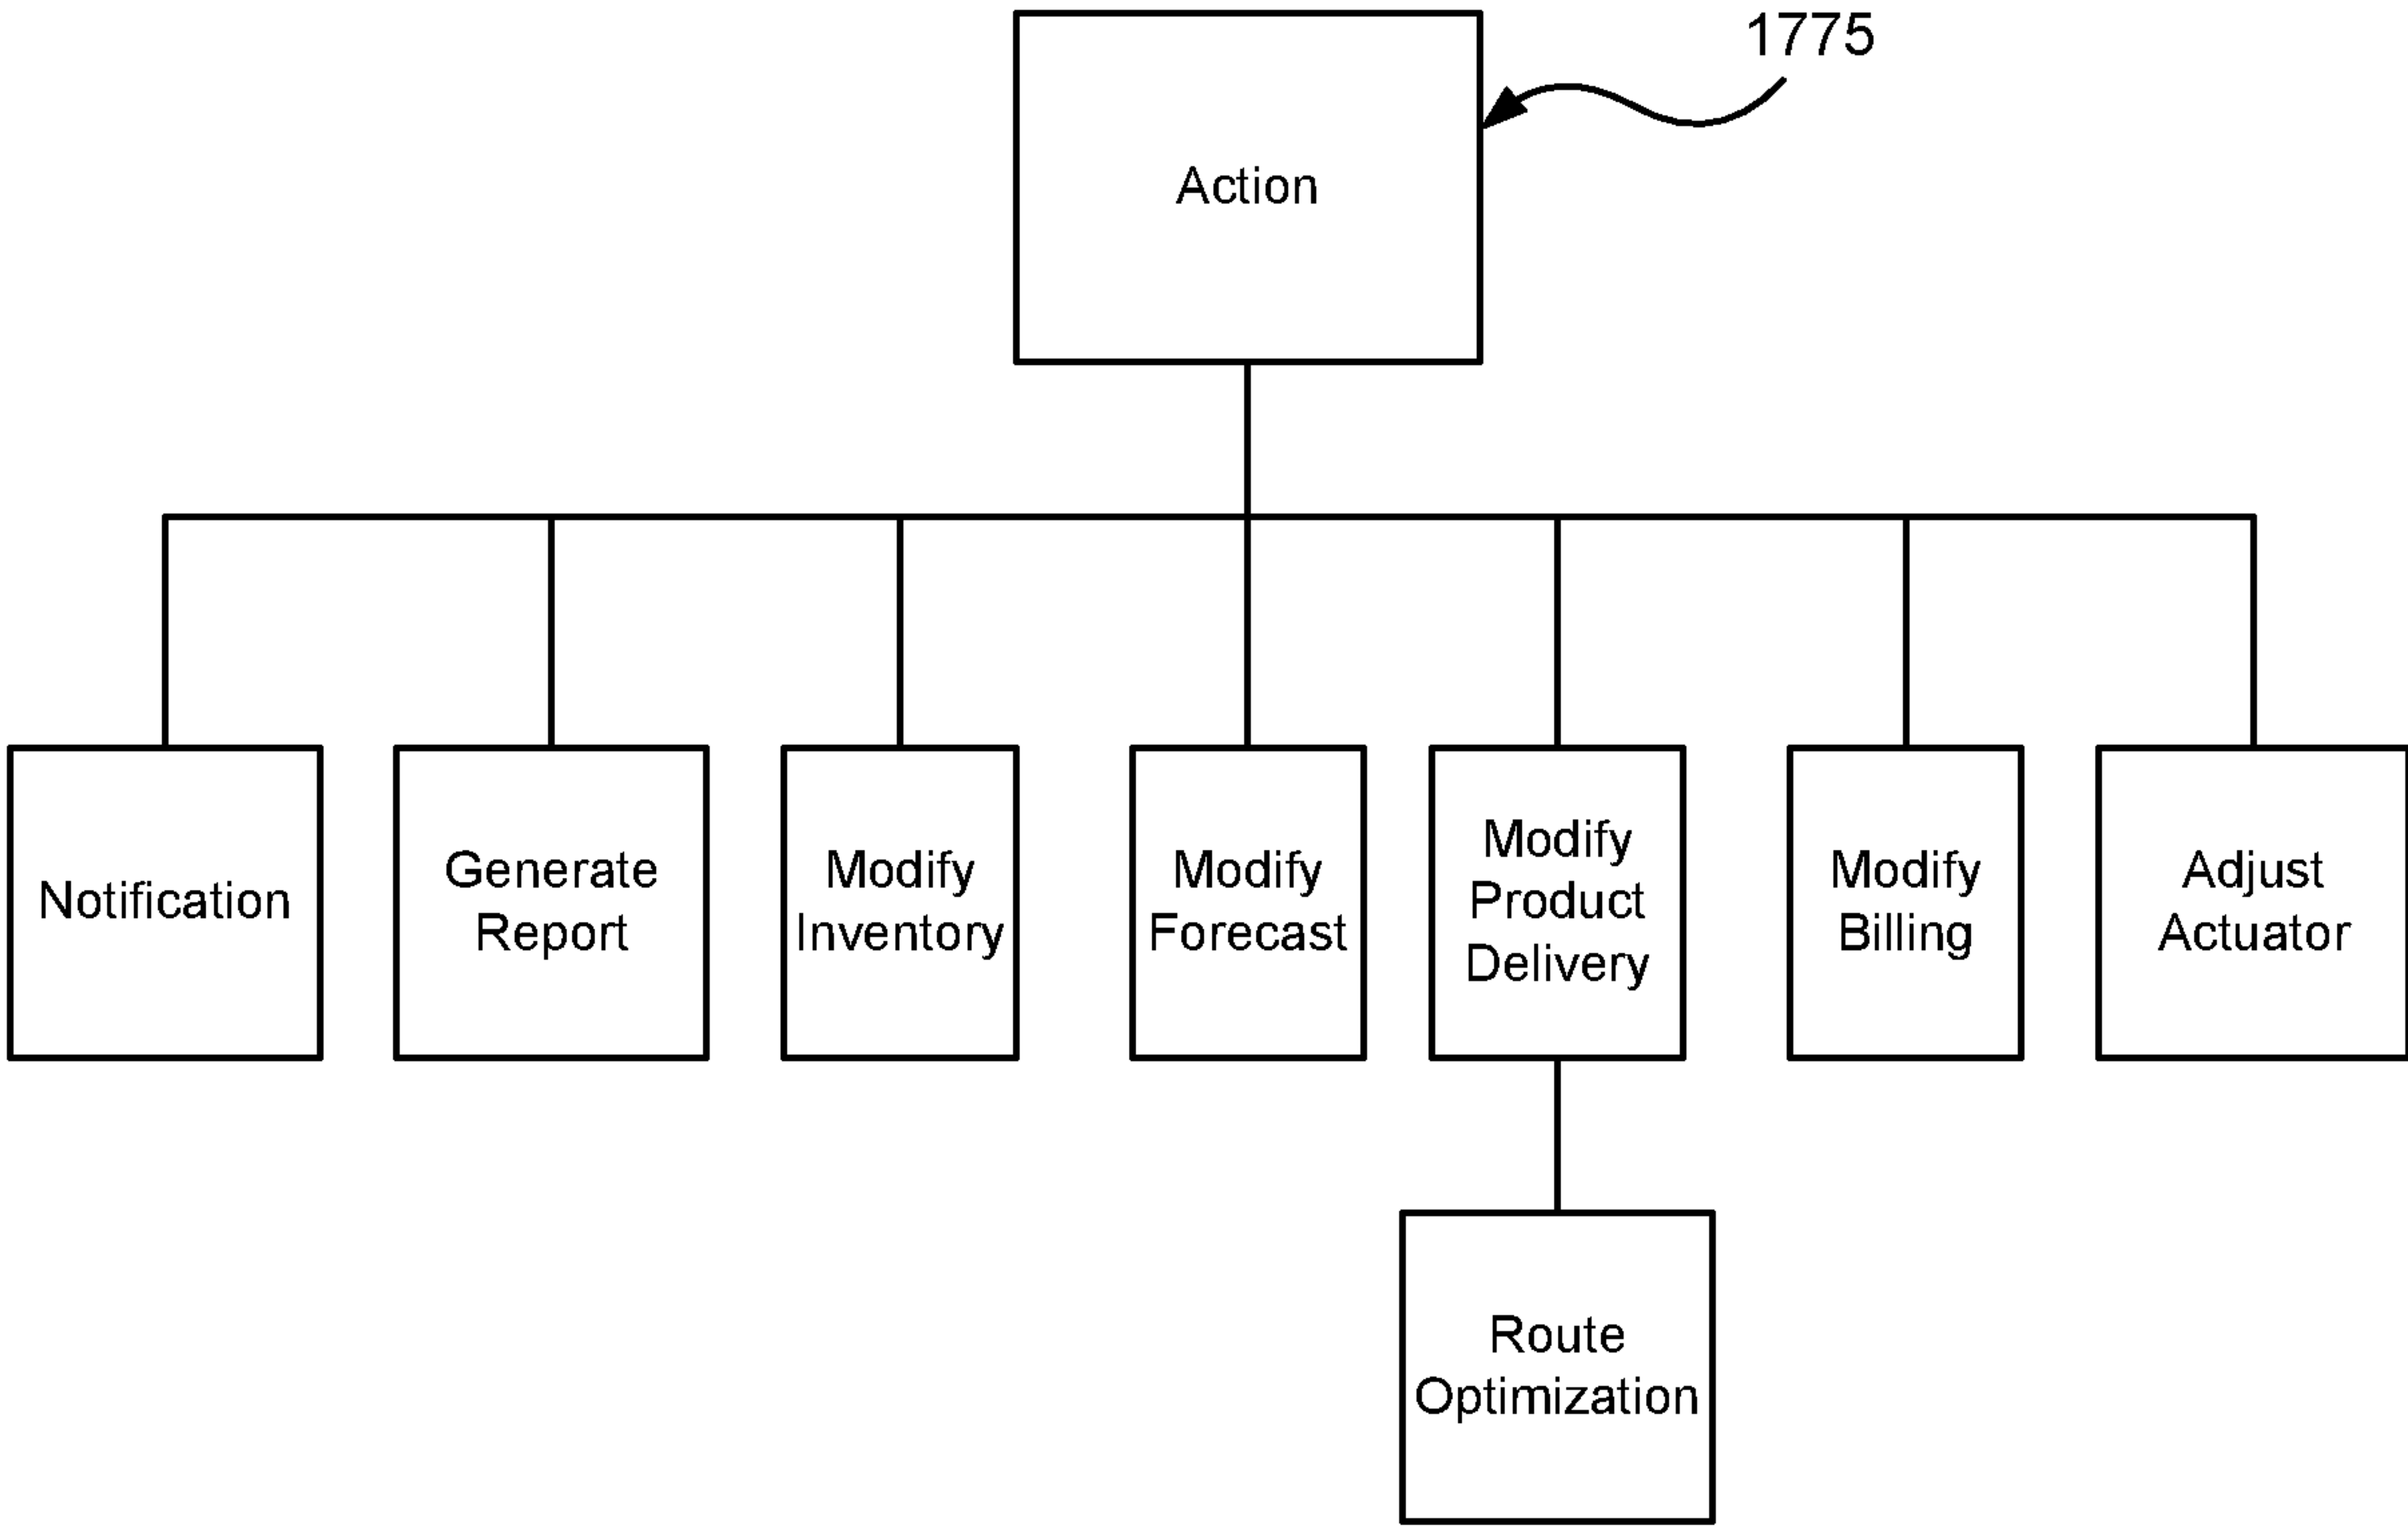 1775
Action
Notification
Generate
Report
Modify
Inventory
Modify
Forecast
Modify
Product
Delivery
Modify
Billing
Adjust
Actuator
Route
Optimization